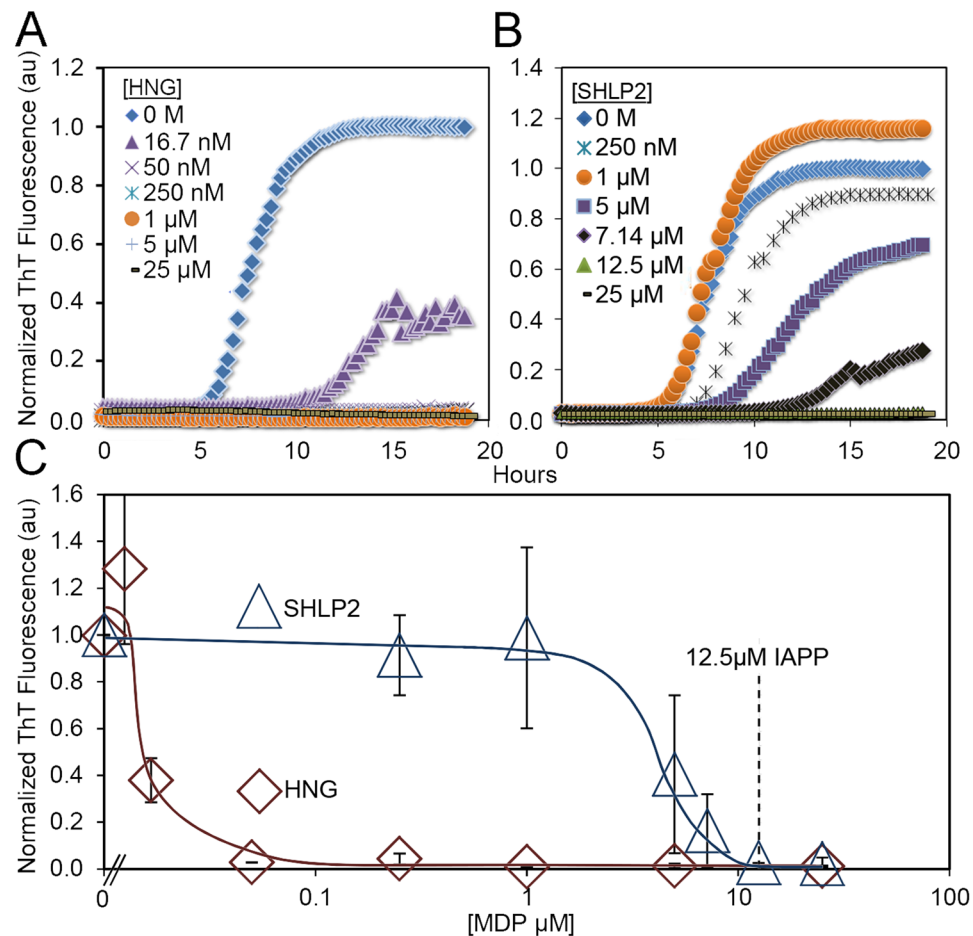 A
Normalized ThT Fluorescence (au)
1.2
1.0
0.8
0.6
0.4
0.2
0.0
[HNG]
0 M
16.7 nM
50 nM
250 nM
1 µM
5 µM
25 µM
0 5 10 15 20
B
1.4
1.2
1.0
0.8
0.6
0.4
0.2
0.0
[SHLP2]
0 M
250 nM
1 µM
5 µM
7.14 µM
12.5 µM
25 µM
0 5 10 15 20
Hours
C
Normalized ThT Fluorescence (au)
1.6
1.4
1.2
1.0
0.8
0.6
0.4
0.2
0.0
SHLP2
HNG
12.5µM IAPP
0 0.1 1 10 100
[MDP µM]